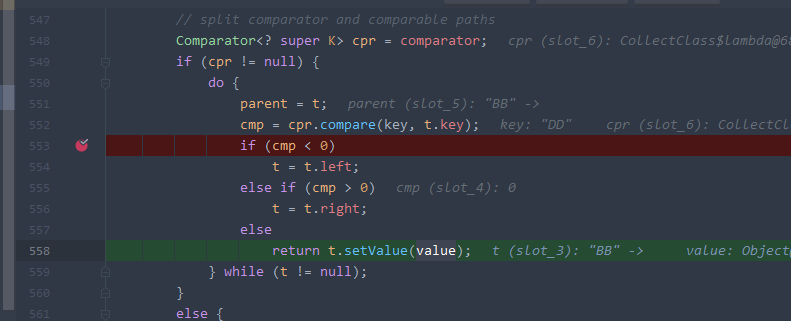 547 // split comparator and comparable paths
548 Comparator<? super K> cpr = comparator; cpr (slot_6): CollectClass$lambda@68
549 if (cpr != null) {
550 do {
551 parent = t; parent (slot_5): "BB" ->
552 cmp = cpr.compare(key, t.key); key: "DD" cpr (slot_6): CollectCl
553 if (cmp < 0)
554 t = t.left;
555 else if (cmp > 0) cmp (slot_4): 0
556 t = t.right;
557 else
558 return t.setValue(value); t (slot_3): "BB" -> value: Object@
559 } while (t != null);
560 }
561 else {